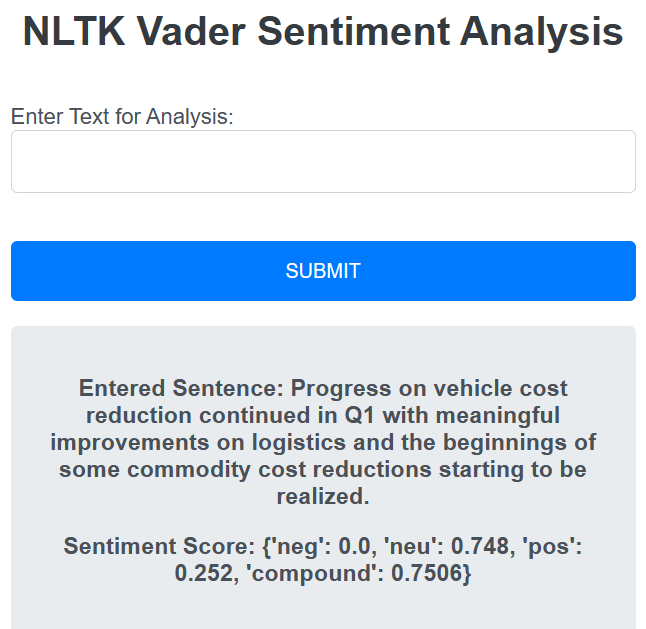 NLTK Vader Sentiment Analysis
Enter Text for Analysis:
SUBMIT
Entered Sentence: Progress on vehicle cost
reduction continued in Q1 with meaningful
improvements on logistics and the beginnings of
some commodity cost reductions starting to be
realized.
Sentiment Score: {'neg': 0.0, 'neu': 0.748, 'pos':
0.252, 'compound': 0.7506}